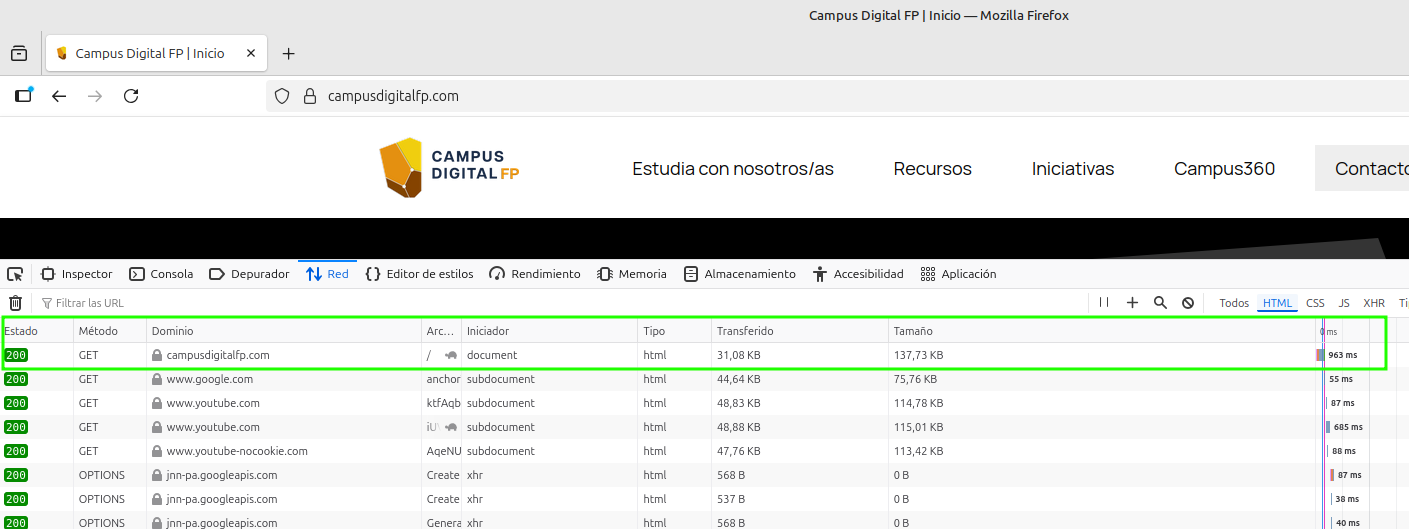 Campus Digital FP | Inicio — Mozilla Firefox
Campus Digital FP | Inicio
campusdigitalfp.com
CAMPUS
DIGITAL FP
Estudia con nosotros/as Recursos Iniciativas Campus360 Contacto
Inspector Consola Depurador Red Editor de estilos Rendimiento Memoria Almacenamiento Accesibilidad Aplicación
Filtrar las URL Todos HTML CSS JS XHR
Estado Método Dominio Arc... Iniciador Tipo Transferido Tamaño 0 ms
200 GET campusdigitalfp.com / document html 31,08 KB 137,73 KB 963 ms
200 GET www.google.com anchor subdocument html 44,64 KB 75,76 KB 55 ms
200 GET www.youtube.com ktfAqb subdocument html 48,83 KB 114,78 KB 87 ms
200 GET www.youtube.com subdocument html 48,88 KB 115,01 KB 685 ms
200 GET www.youtube-nocookie.com AqeNU subdocument html 47,76 KB 113,42 KB 88 ms
200 OPTIONS jnn-pa.googleapis.com Create xhr html 568 B 0 B 87 ms
200 OPTIONS jnn-pa.googleapis.com Create xhr html 537 B 0 B 38 ms
200 OPTIONS jnn-pa.googleapis.com Genera xhr html 568 B 0 B 40 ms